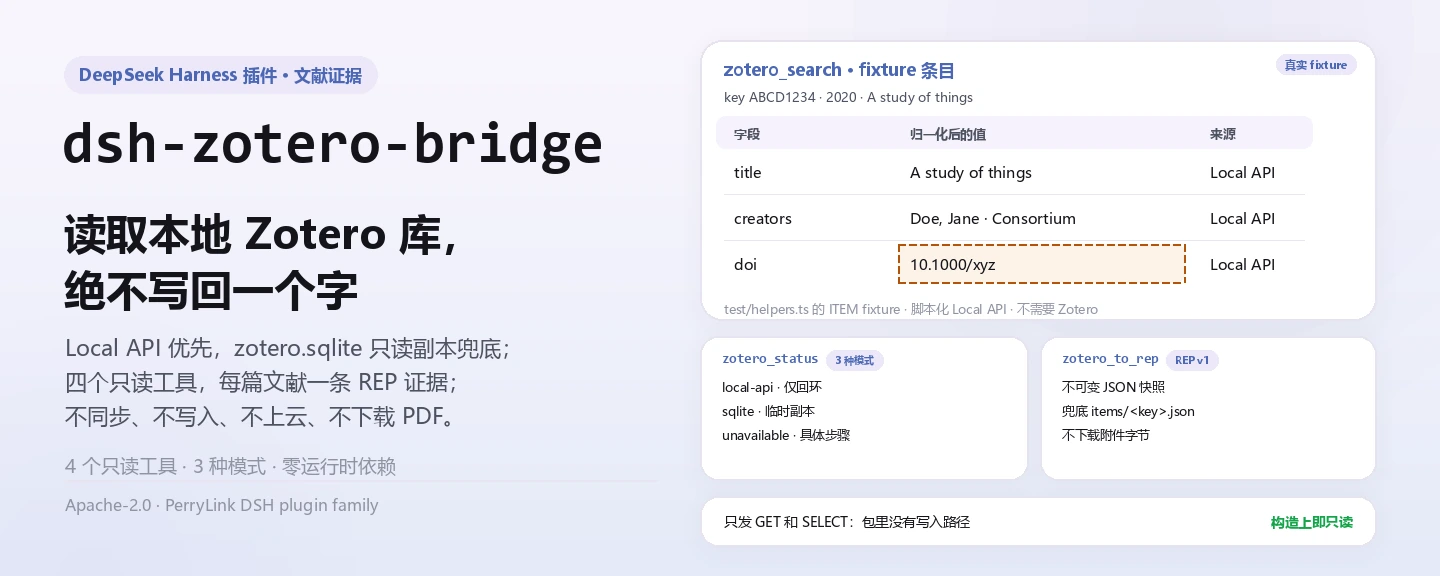 DeepSeek Harness 插件 • 文献证据
dsh-zotero-bridge
读取本地 Zotero 库,
绝不写回一个字
Local API 优先，zotero.sqlite 只读副本兜底；
四个只读工具，每篇文献一条 REP 证据；
不同步、不写入、不上云、不下载 PDF。
4 个只读工具 · 3 种模式 · 零运行时依赖
Apache-2.0 · PerryLink DSH plugin family
zotero_search • fixture 条目
真实 fixture
key ABCD1234 · 2020 · A study of things
字段 归一化后的值 来源
title A study of things Local API
creators Doe, Jane · Consortium Local API
doi 10.1000/xyz Local API
test/helpers.ts 的 ITEM fixture · 脚本化 Local API · 不需要 Zotero
zotero_status 3 种模式
local-api · 仅回环
sqlite · 临时副本
unavailable · 具体步骤
zotero_to_rep REP v1
不可变 JSON 快照
兜底 items/<key>.json
不下载附件字节
只发 GET 和 SELECT：包里没有写入路径
构造上即只读